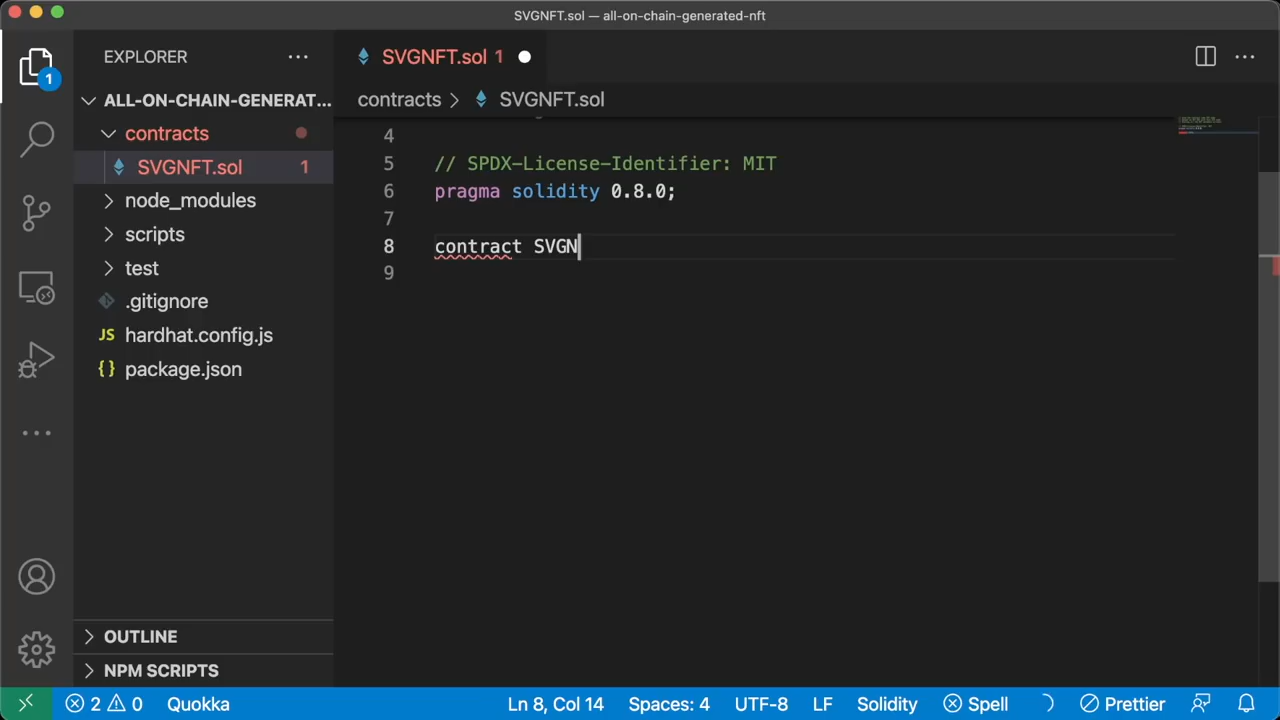 SVGNFT.sol — all-on-chain-generated-nft
EXPLORER
1
ALL-ON-CHAIN-GENERAT...
contracts
SVGNFT.sol 1
node_modules
scripts
test
.gitignore
JS hardhat.config.js
{} package.json
OUTLINE
NPM SCRIPTS
SVGNFT.sol 1
contracts > SVGNFT.sol
4
5 // SPDX-License-Identifier: MIT
6 pragma solidity 0.8.0;
7
8 contract SVGN
9
2 0 Quokka Ln 8, Col 14 Spaces: 4 UTF-8 LF Solidity Spell Prettier